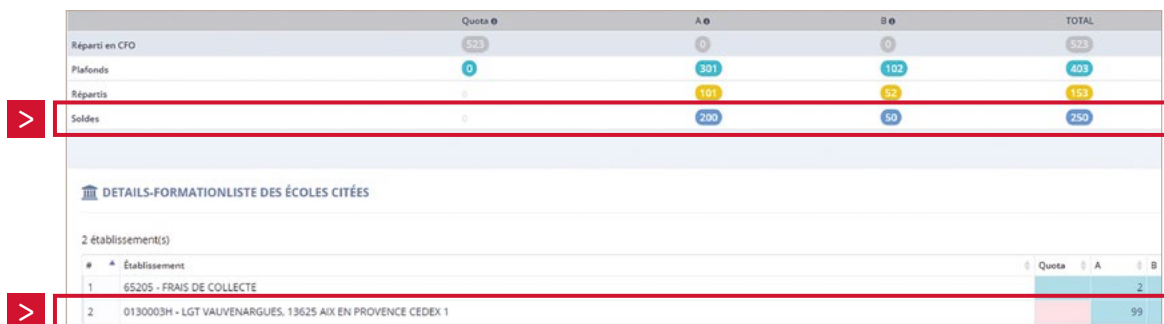 Quota A B TOTAL
Réparti en CFO 523 0 0 523
Plafonds 0 301 102 403
Répartis 0 101 52 153
> Soldes 0 200 50 250
DETAILS-FORMATIONLISTE DES ÉCOLES CITÉES
2 établissement(s)
# Établissement Quota A B
1 65205 - FRAIS DE COLLECTE 2
> 2 0130003H - LGT VAUVENARGUES, 13625 AIX EN PROVENCE CEDEX 1 99